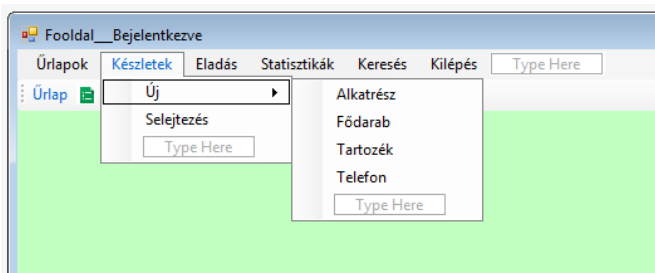 Fooldal__Bejelentkezve
Űrlapok Készletek Eladás Statisztikák Keresés Kilépés Type Here
Űrlap
Új
Selejtezés
Type Here
Alkatrész
Fődarab
Tartozék
Telefon
Type Here